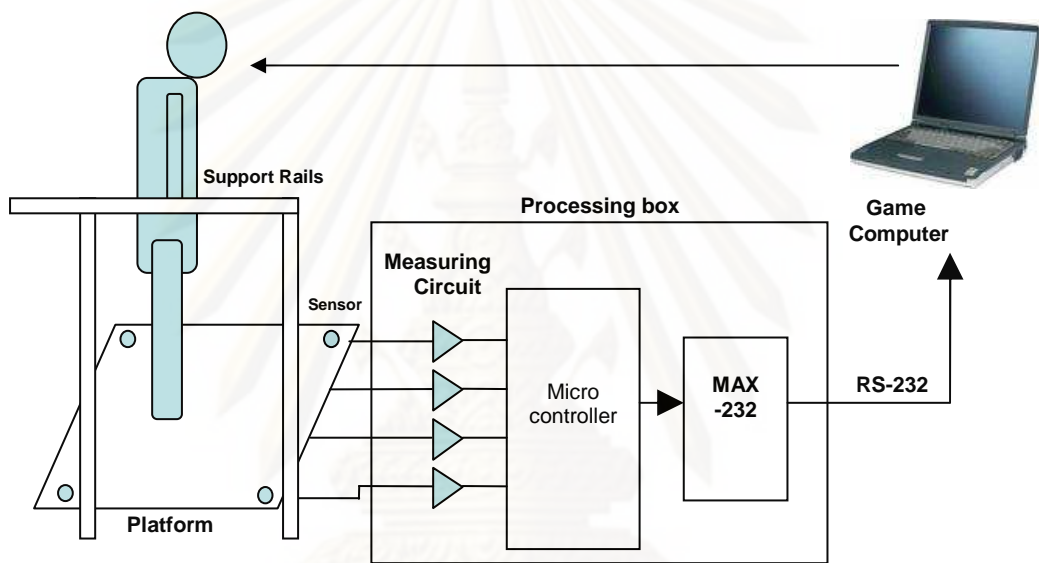 Support Rails
Processing box
Game
Computer
Measuring
Circuit
Sensor
Micro
controller
MAX
-232
RS-232
Platform